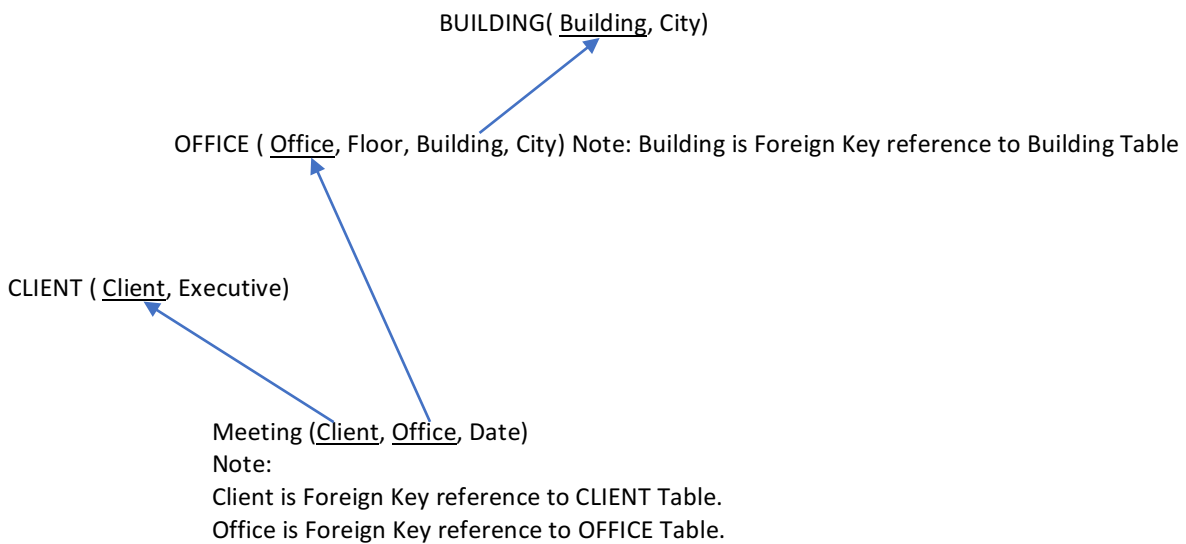 BUILDING( Building, City)
OFFICE ( Office, Floor, Building, City) Note: Building is Foreign Key reference to Building Table
CLIENT ( Client, Executive)
Meeting (Client, Office, Date)
Note:
Client is Foreign Key reference to CLIENT Table.
Office is Foreign Key reference to OFFICE Table.